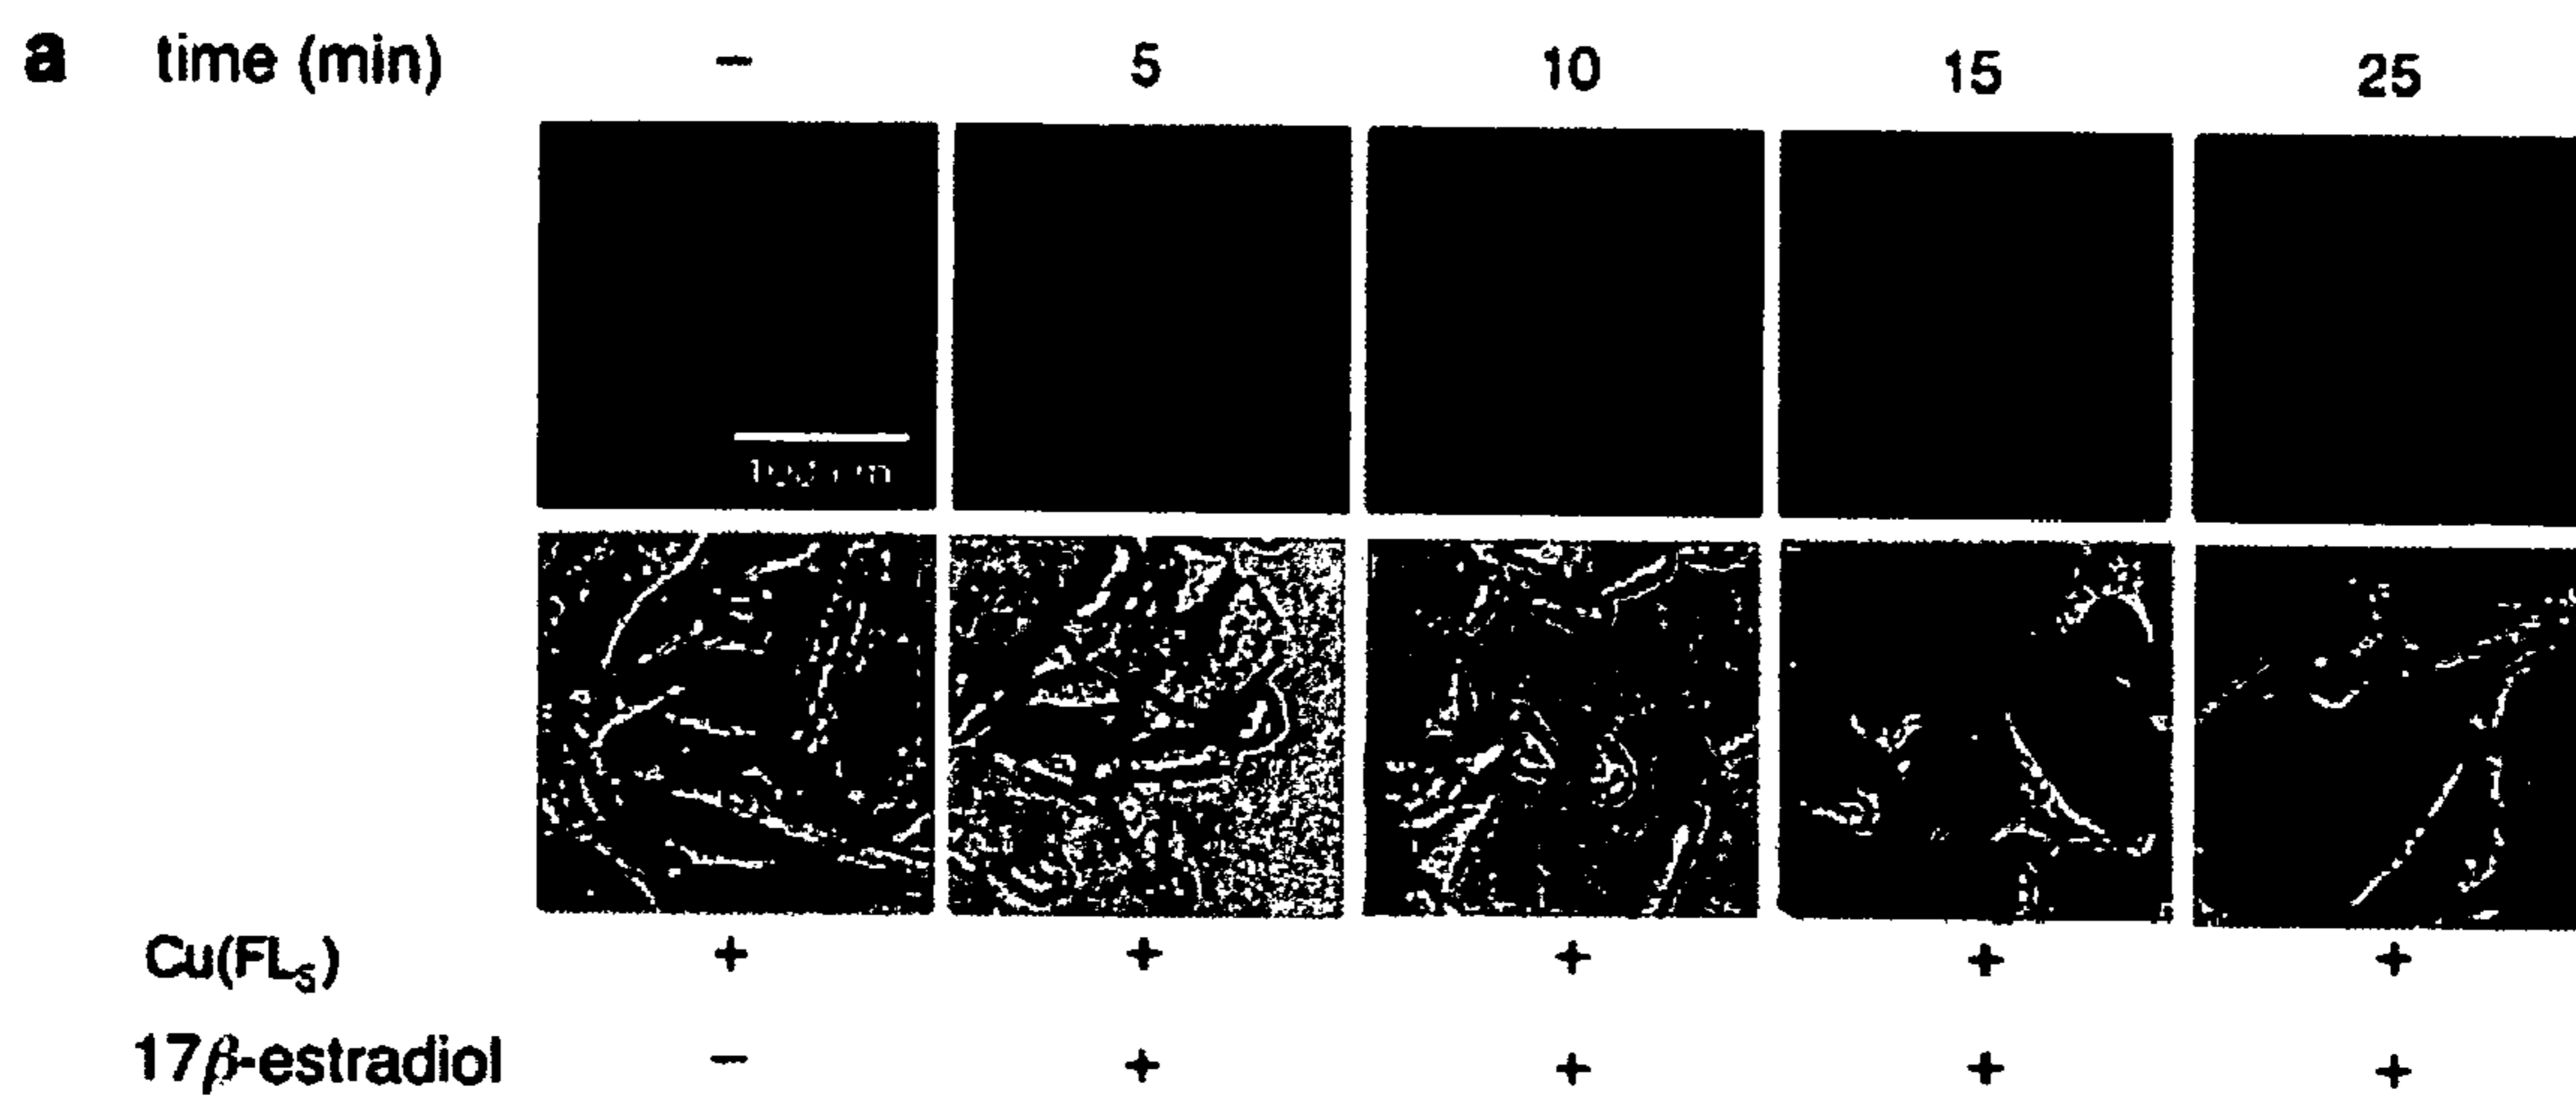 a time (min) – 5 10 15 25
Cu(FL₅) + + + + +
17β-estradiol – + + + +